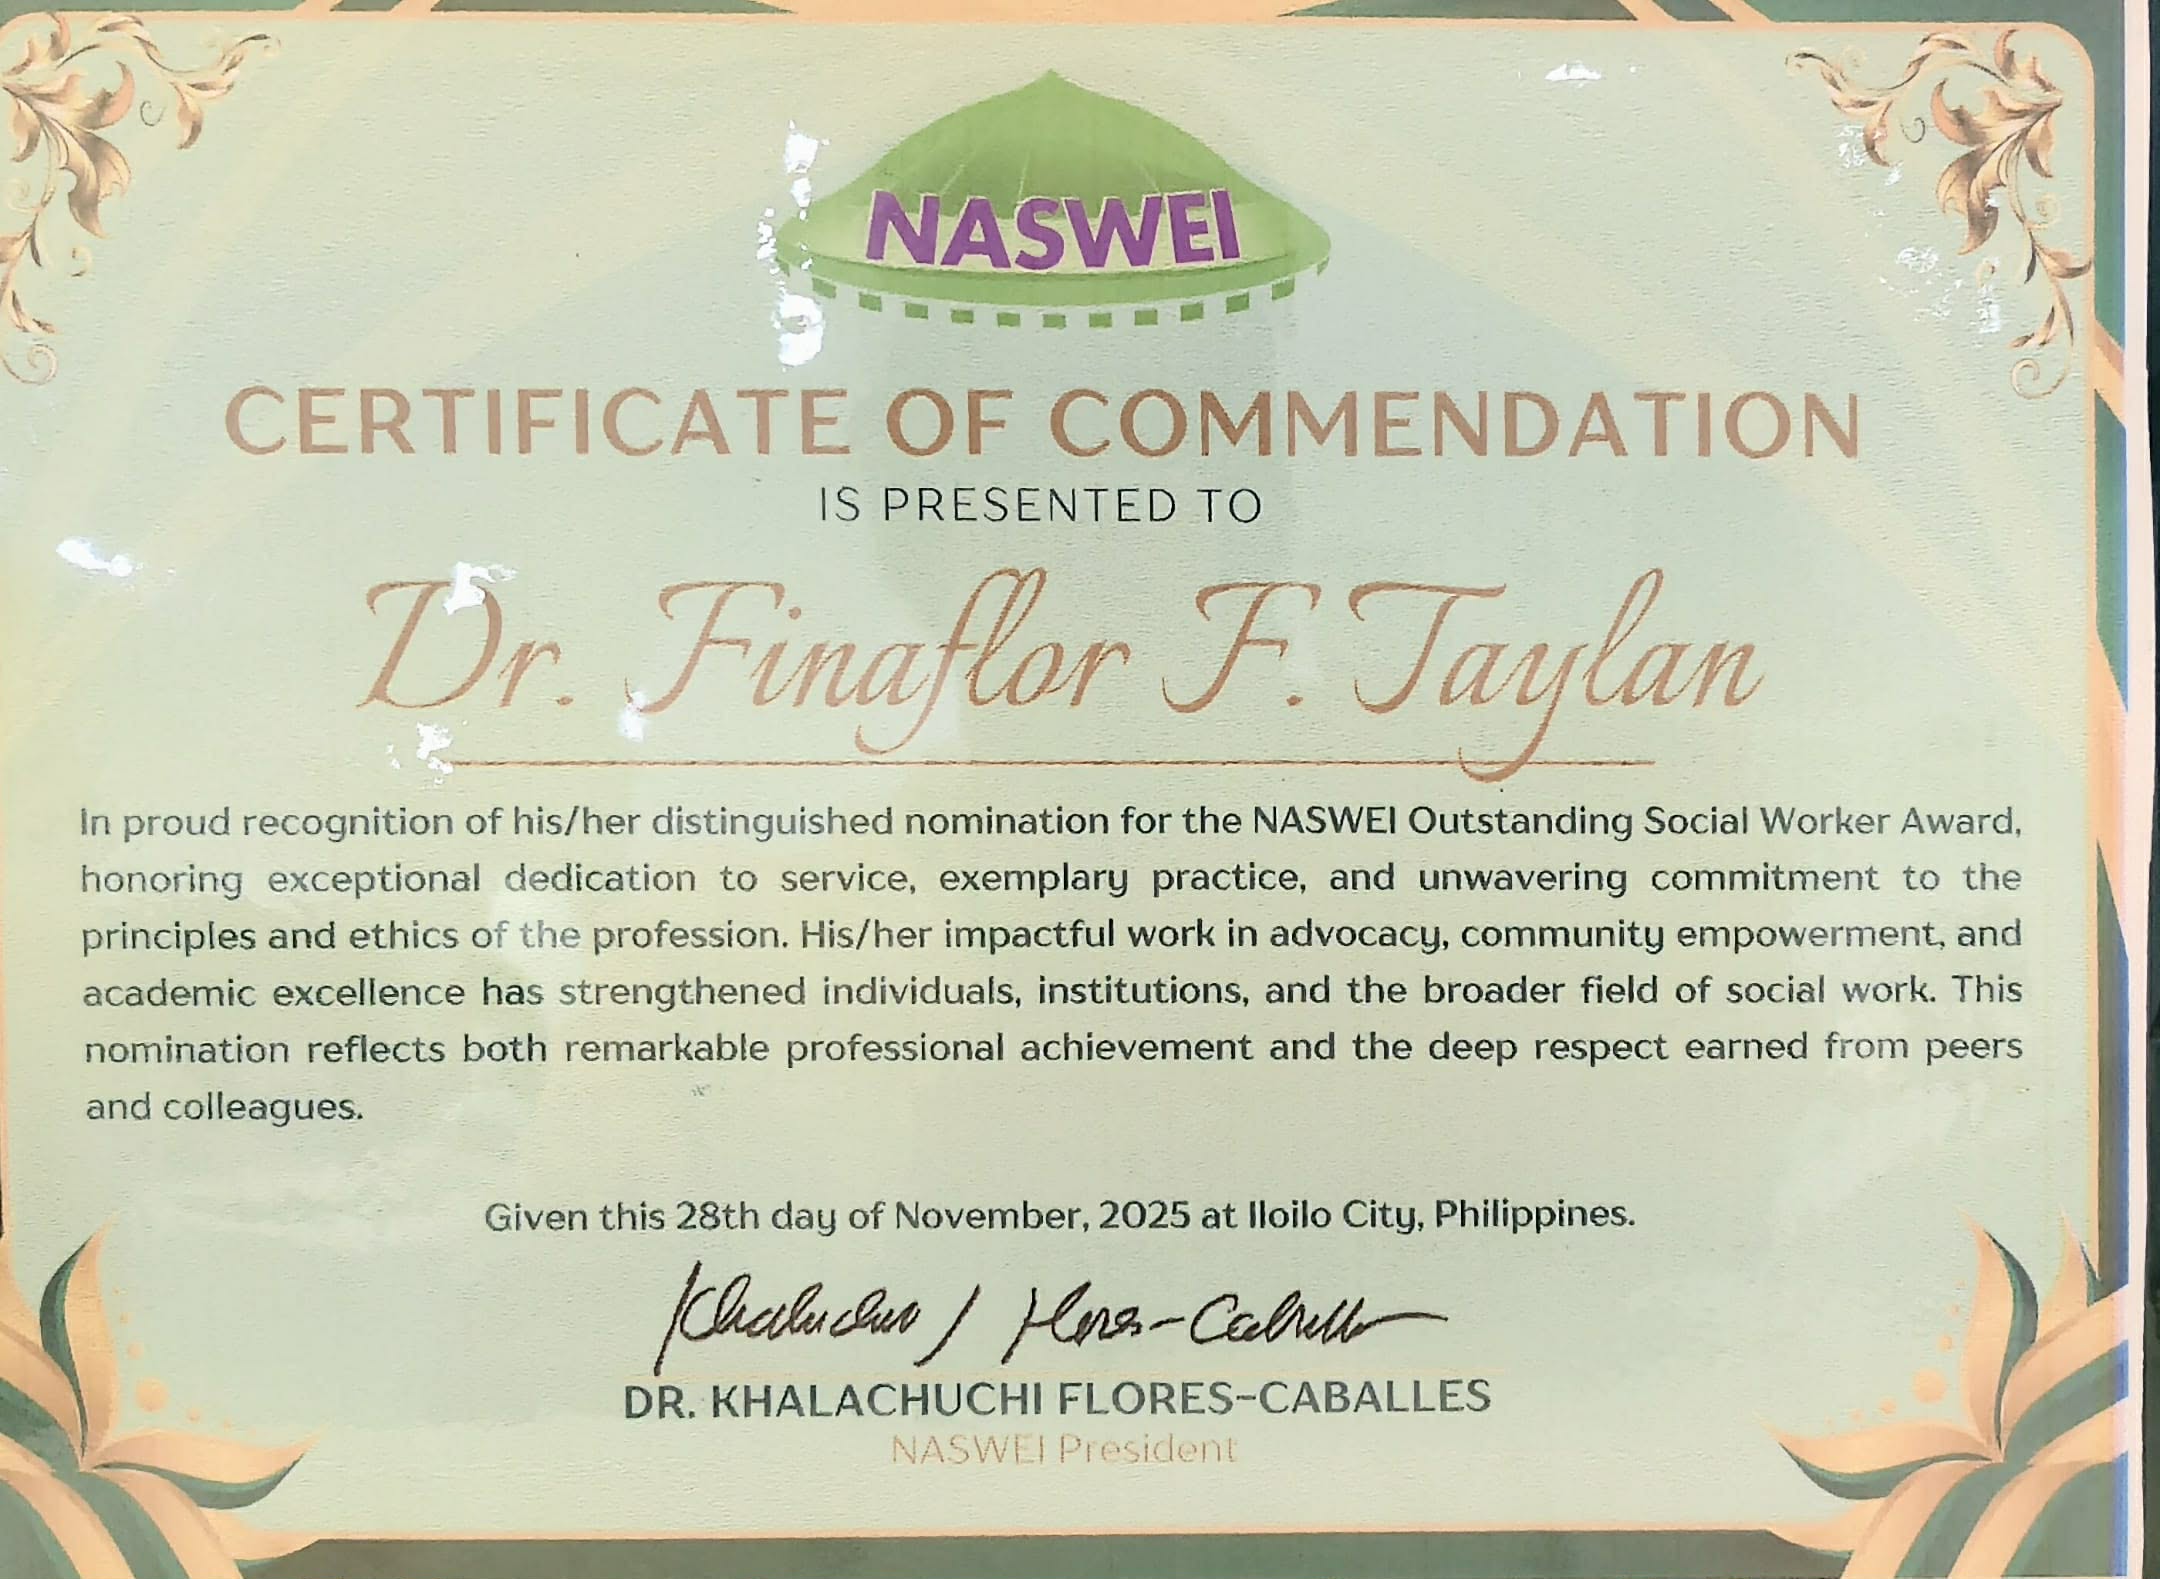 NASWEI
CERTIFICATE OF COMMENDATION
IS PRESENTED TO
Dr. Finaflor F. Taylan
In proud recognition of his/her distinguished nomination for the NASWEI Outstanding Social Worker Award,
honoring exceptional dedication to service, exemplary practice, and unwavering commitment to the
principles and ethics of the profession. His/her impactful work in advocacy, community empowerment, and
academic excellence has strengthened individuals, institutions, and the broader field of social work. This
nomination reflects both remarkable professional achievement and the deep respect earned from peers
and colleagues.
Given this 28th day of November, 2025 at Iloilo City, Philippines.
DR. KHALACHUCHI FLORES-CABALLES
NASWEI President